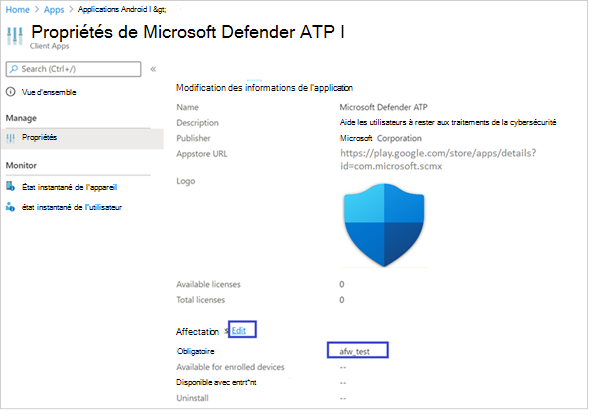 Home > Apps > Applications Android I &gt;
Propriétés de Microsoft Defender ATP I
Client Apps
Search (Ctrl+/) «
Vue d'ensemble
Manage
Propriétés
Monitor
État instantané de l'appareil
état instantané de l'utilisateur
Modification des informations de l'application
Name Microsoft Defender ATP
Description Aide les utilisateurs à rester aux traitements de la cybersécurité
Publisher Microsoft Corporation
Appstore URL https://play.google.com/store/apps/details?
id=com.microsoft.scmx
Logo
Available licenses 0
Total licenses 0
Affectation Edit
Obligatoire afw_test
Available for enrolled devices --
Disponible avec entrt*nt --
Uninstall --